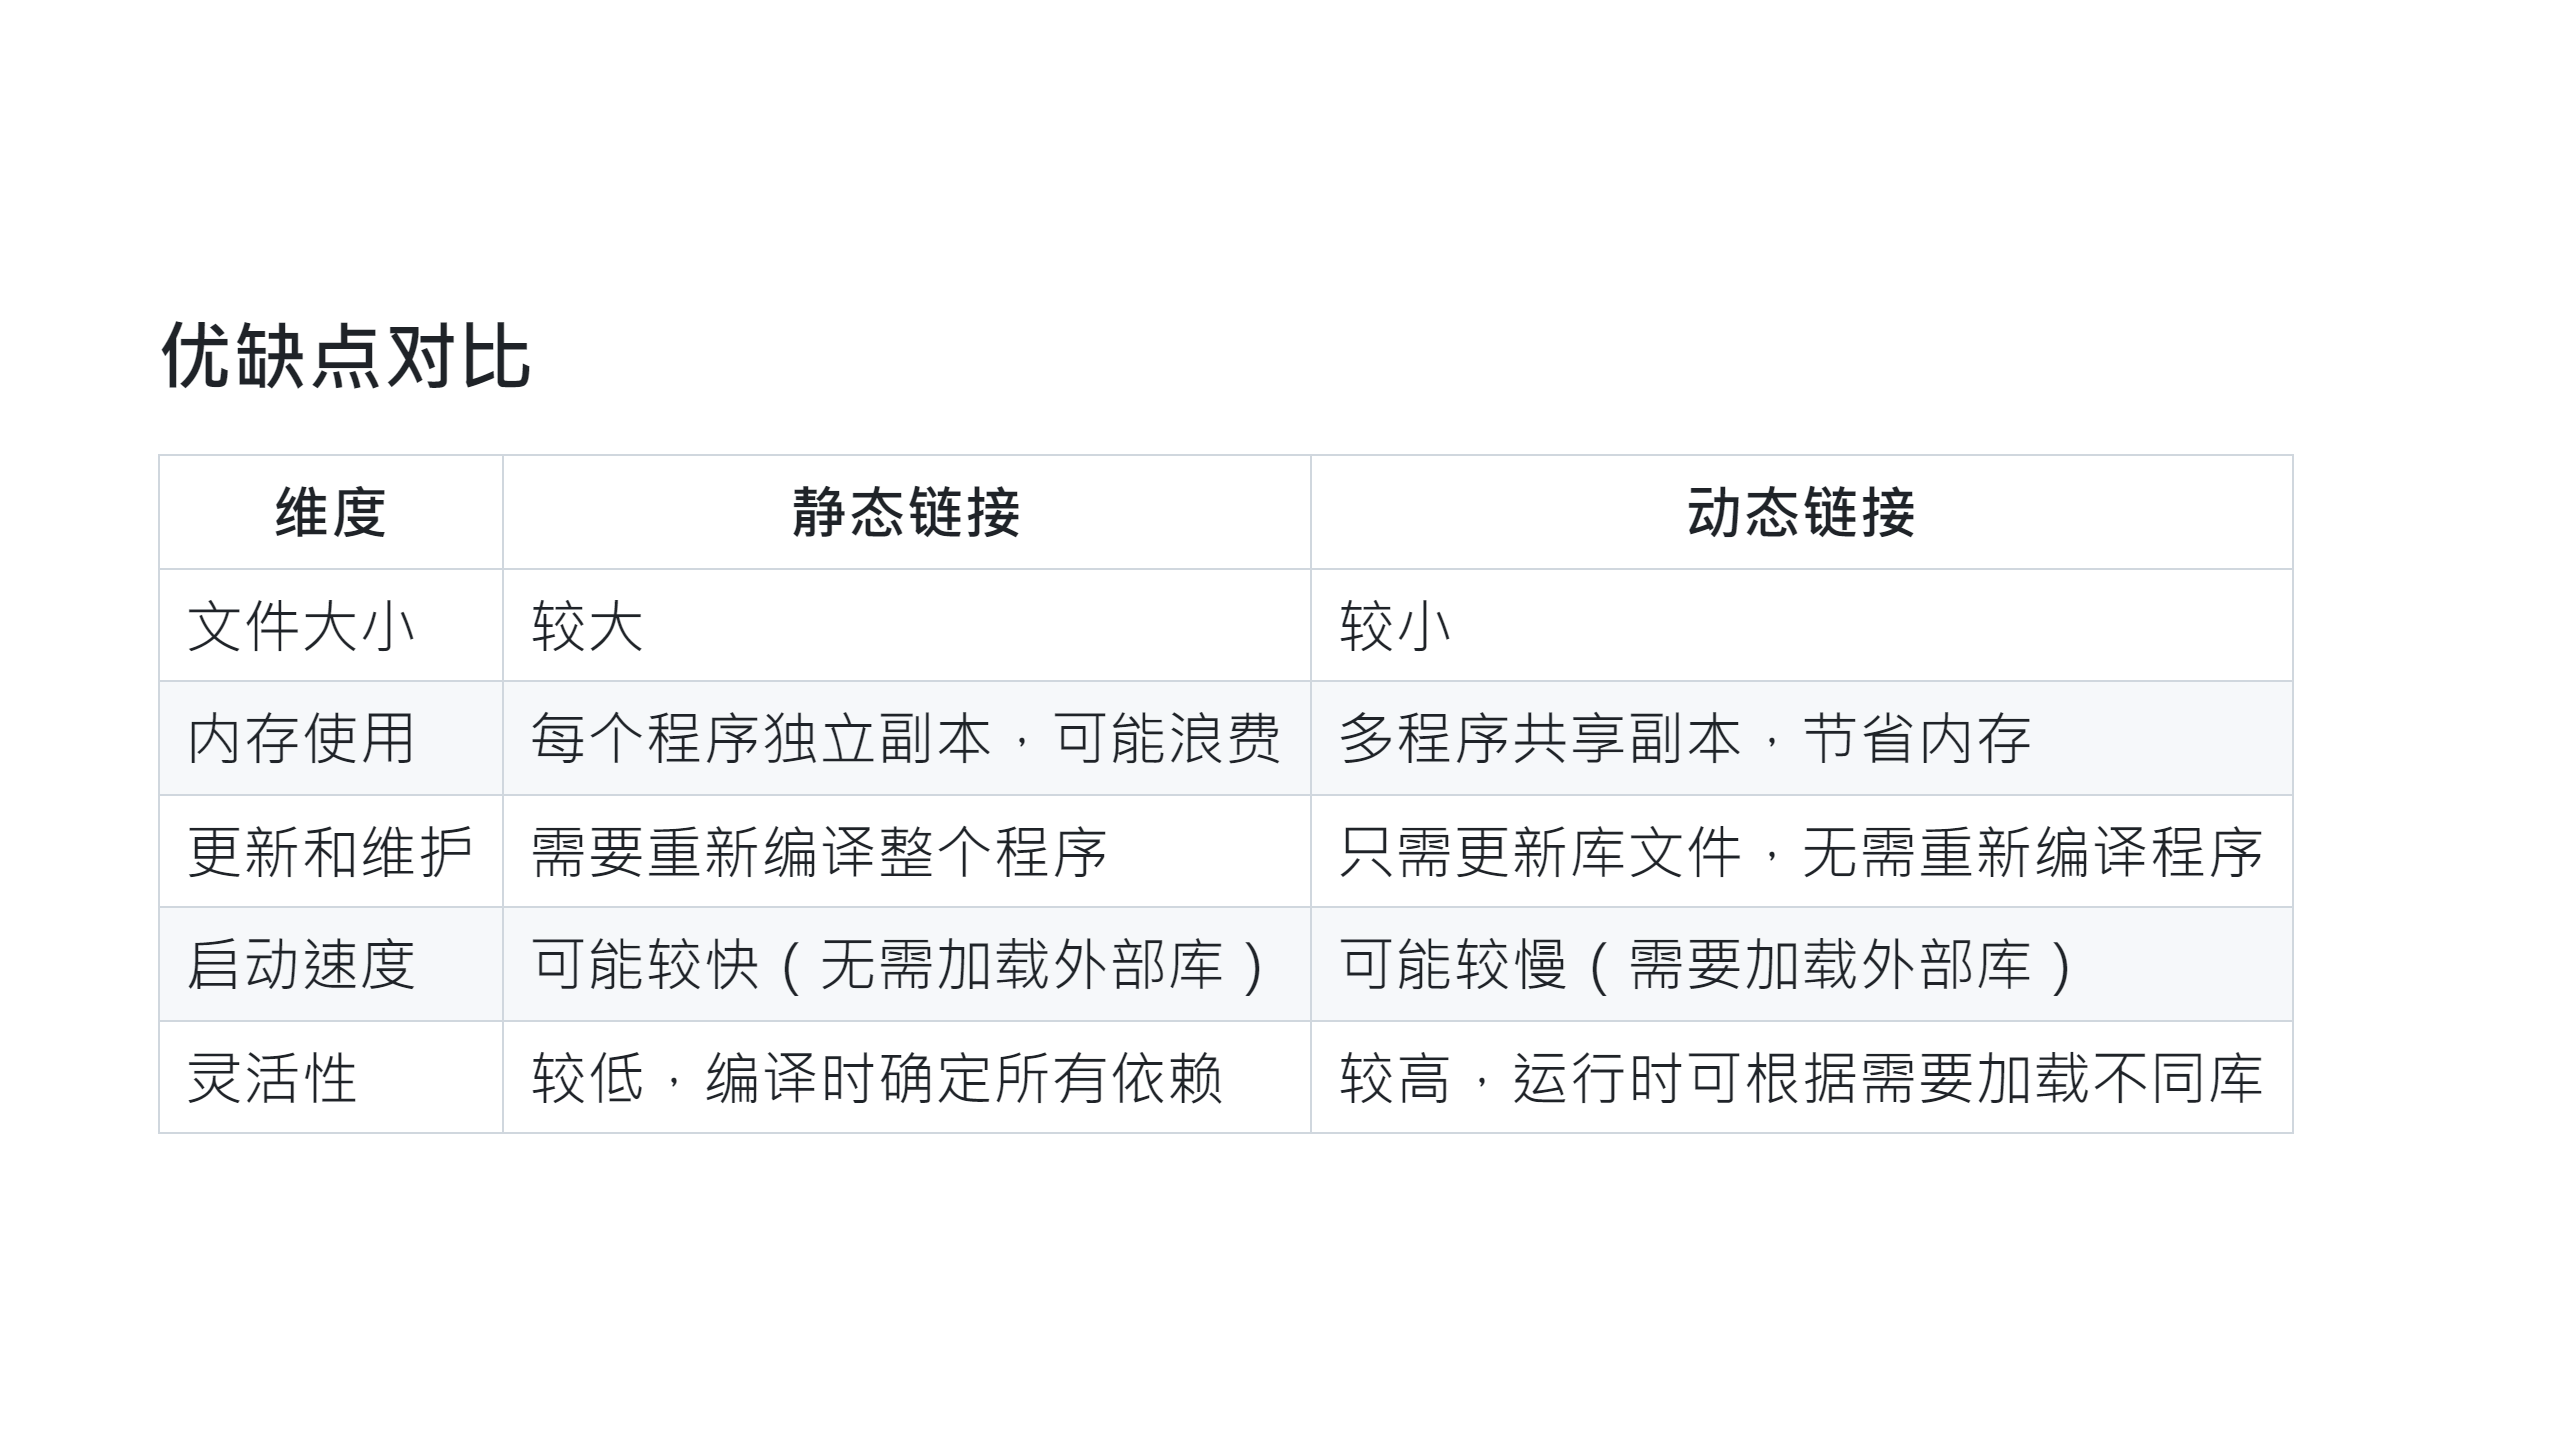 优缺点对比
维度 静态链接 动态链接
文件大小 较大 较小
内存使用 每个程序独立副本，可能浪费 多程序共享副本，节省内存
更新和维护 需要重新编译整个程序 只需更新库文件，无需重新编译程序
启动速度 可能较快（无需加载外部库） 可能较慢（需要加载外部库）
灵活性 较低，编译时确定所有依赖 较高，运行时可根据需要加载不同库